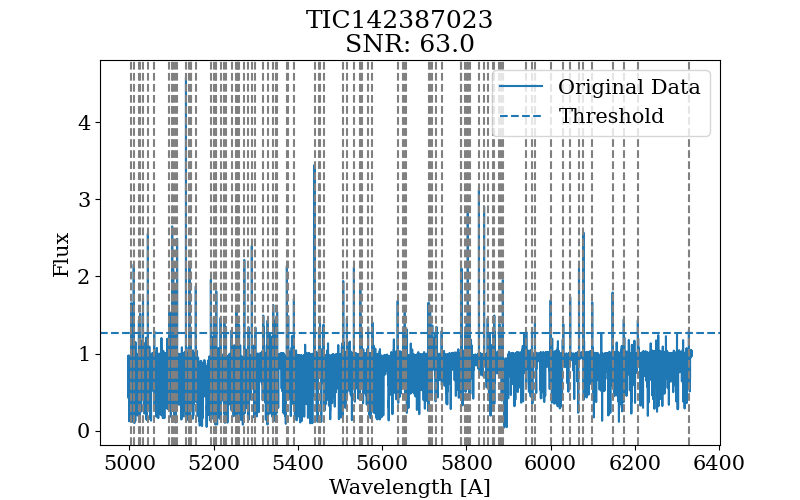 TIC142387023
SNR: 63.0
Original Data
Threshold
Flux
4
3
2
1
0
5000 5200 5400 5600 5800 6000 6200 6400
Wavelength [A]